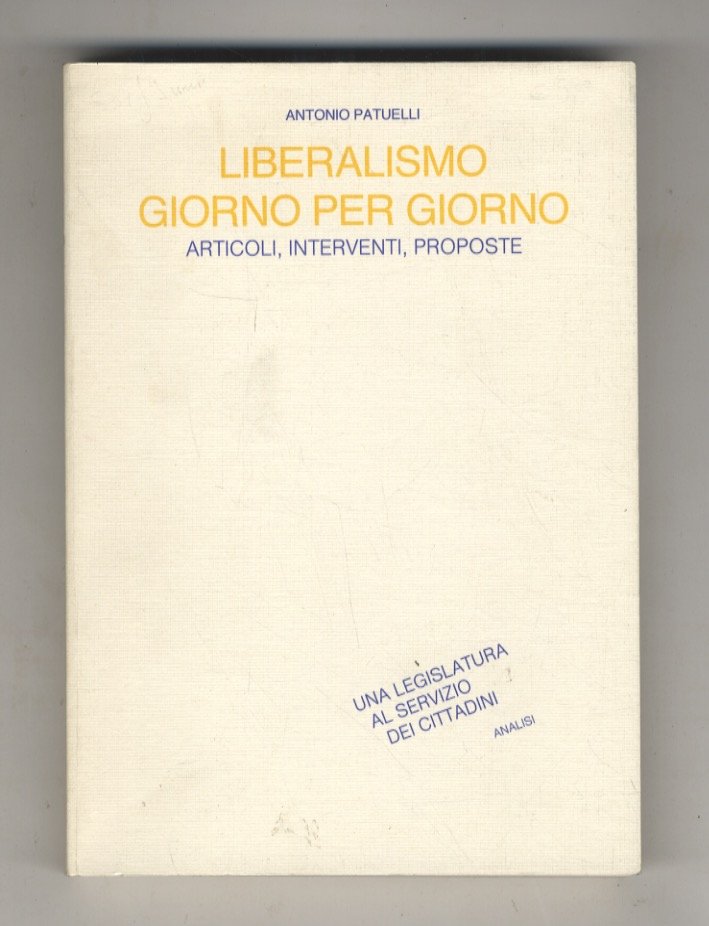 ANTONIO PATUELLI
LIBERALISMO
GIORNO PER GIORNO
ARTICOLI, INTERVENTI, PROPOSTE
UNA LEGISLATURA
AL SERVIZIO
DEI CITTADINI
ANALISI